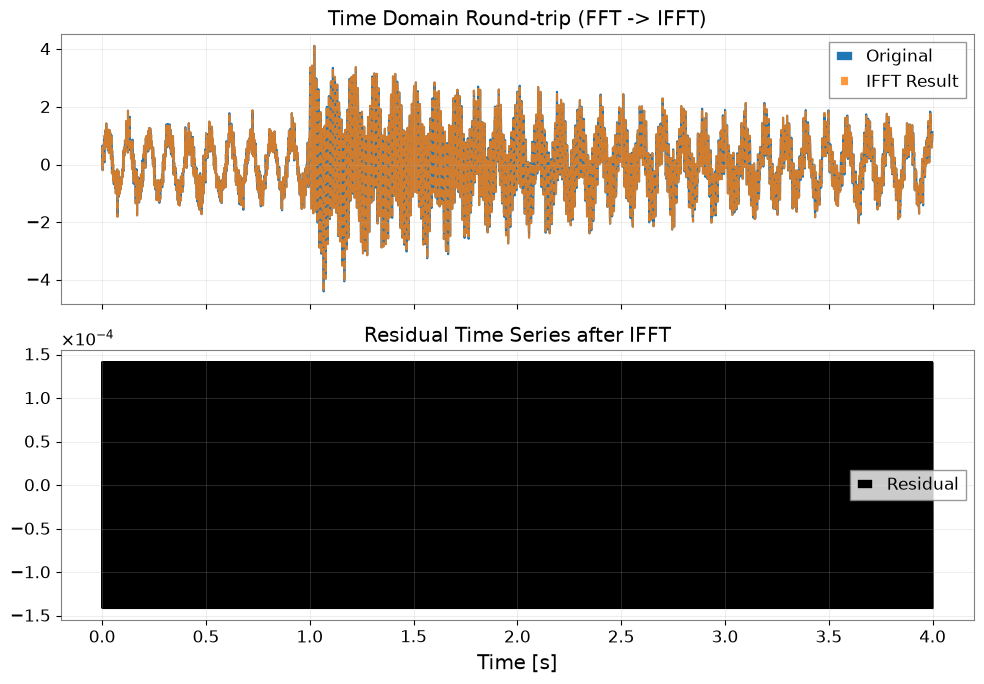 Time Domain Round-trip (FFT -> IFFT)
4
2
0
−2
−4
Original
IFFT Result
×10⁻⁴
Residual Time Series after IFFT
1.5
1.0
0.5
0.0
−0.5
−1.0
−1.5
Residual
0.0 0.5 1.0 1.5 2.0 2.5 3.0 3.5 4.0
Time [s]